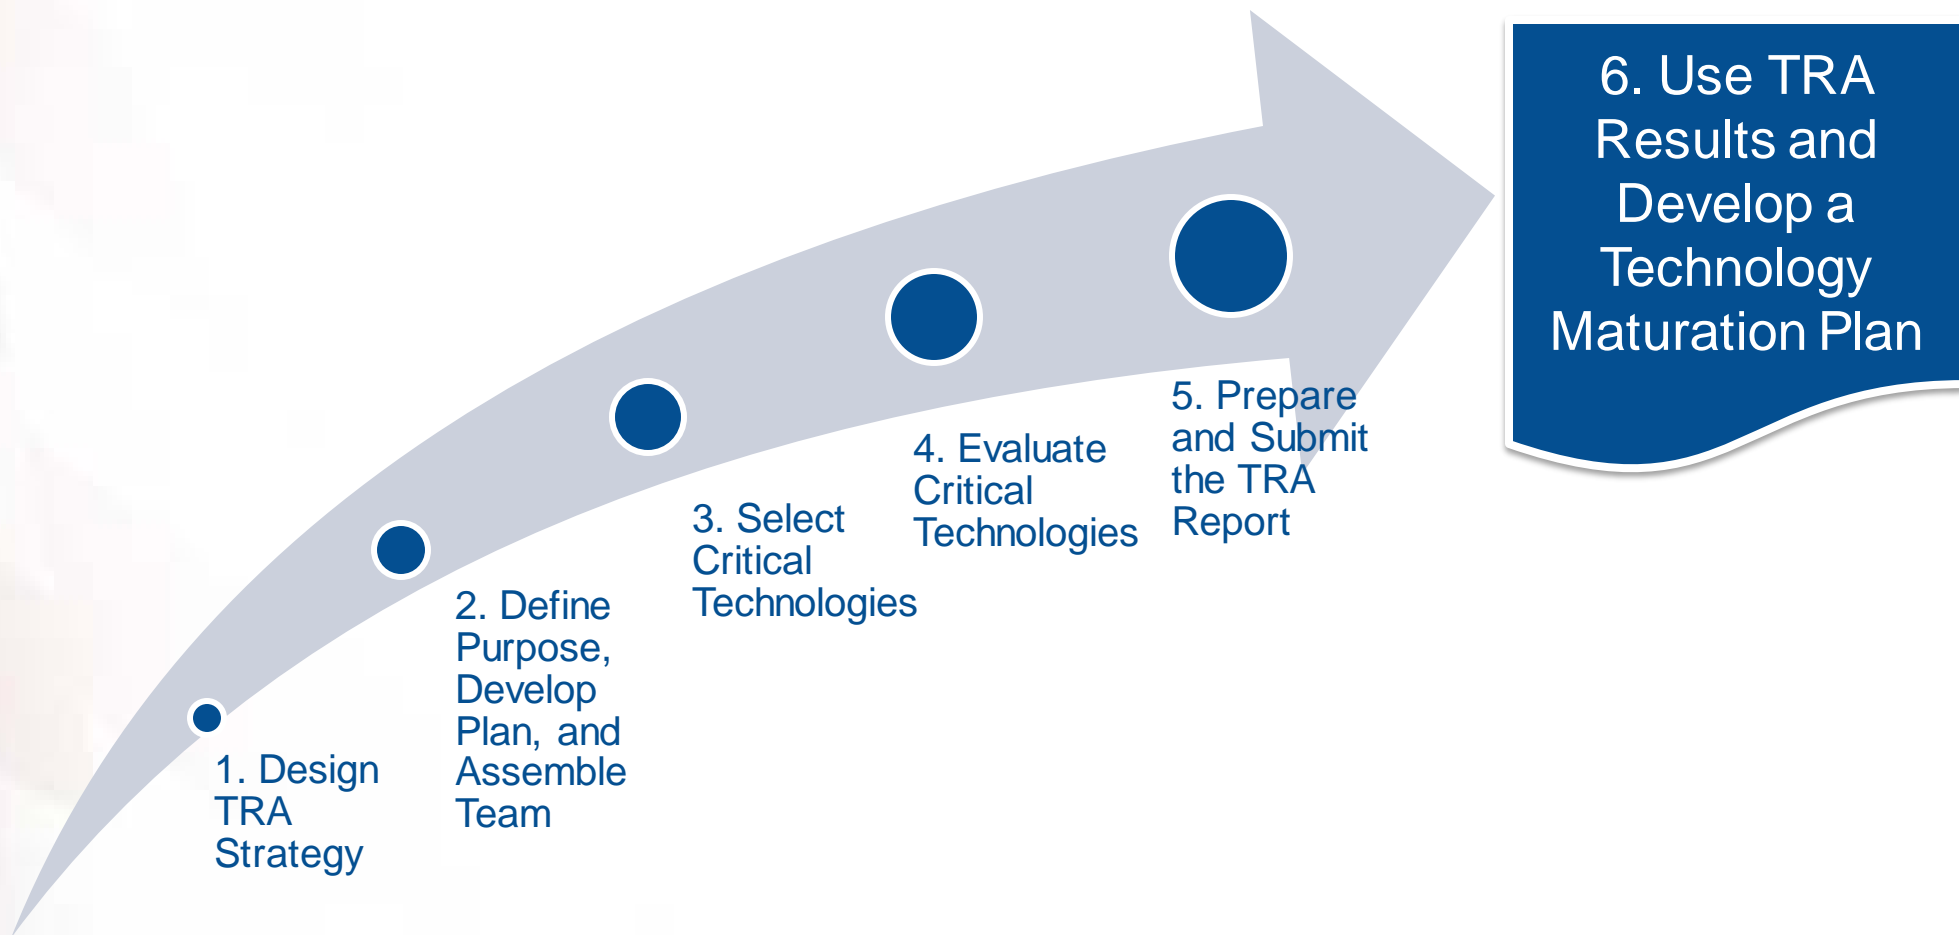 1. Design
TRA
Strategy
2. Define
Purpose,
Develop
Plan, and
Assemble
Team
3. Select
Critical
Technologies
4. Evaluate
Critical
Technologies
5. Prepare
and Submit
the TRA
Report
6. Use TRA
Results and
Develop a
Technology
Maturation Plan